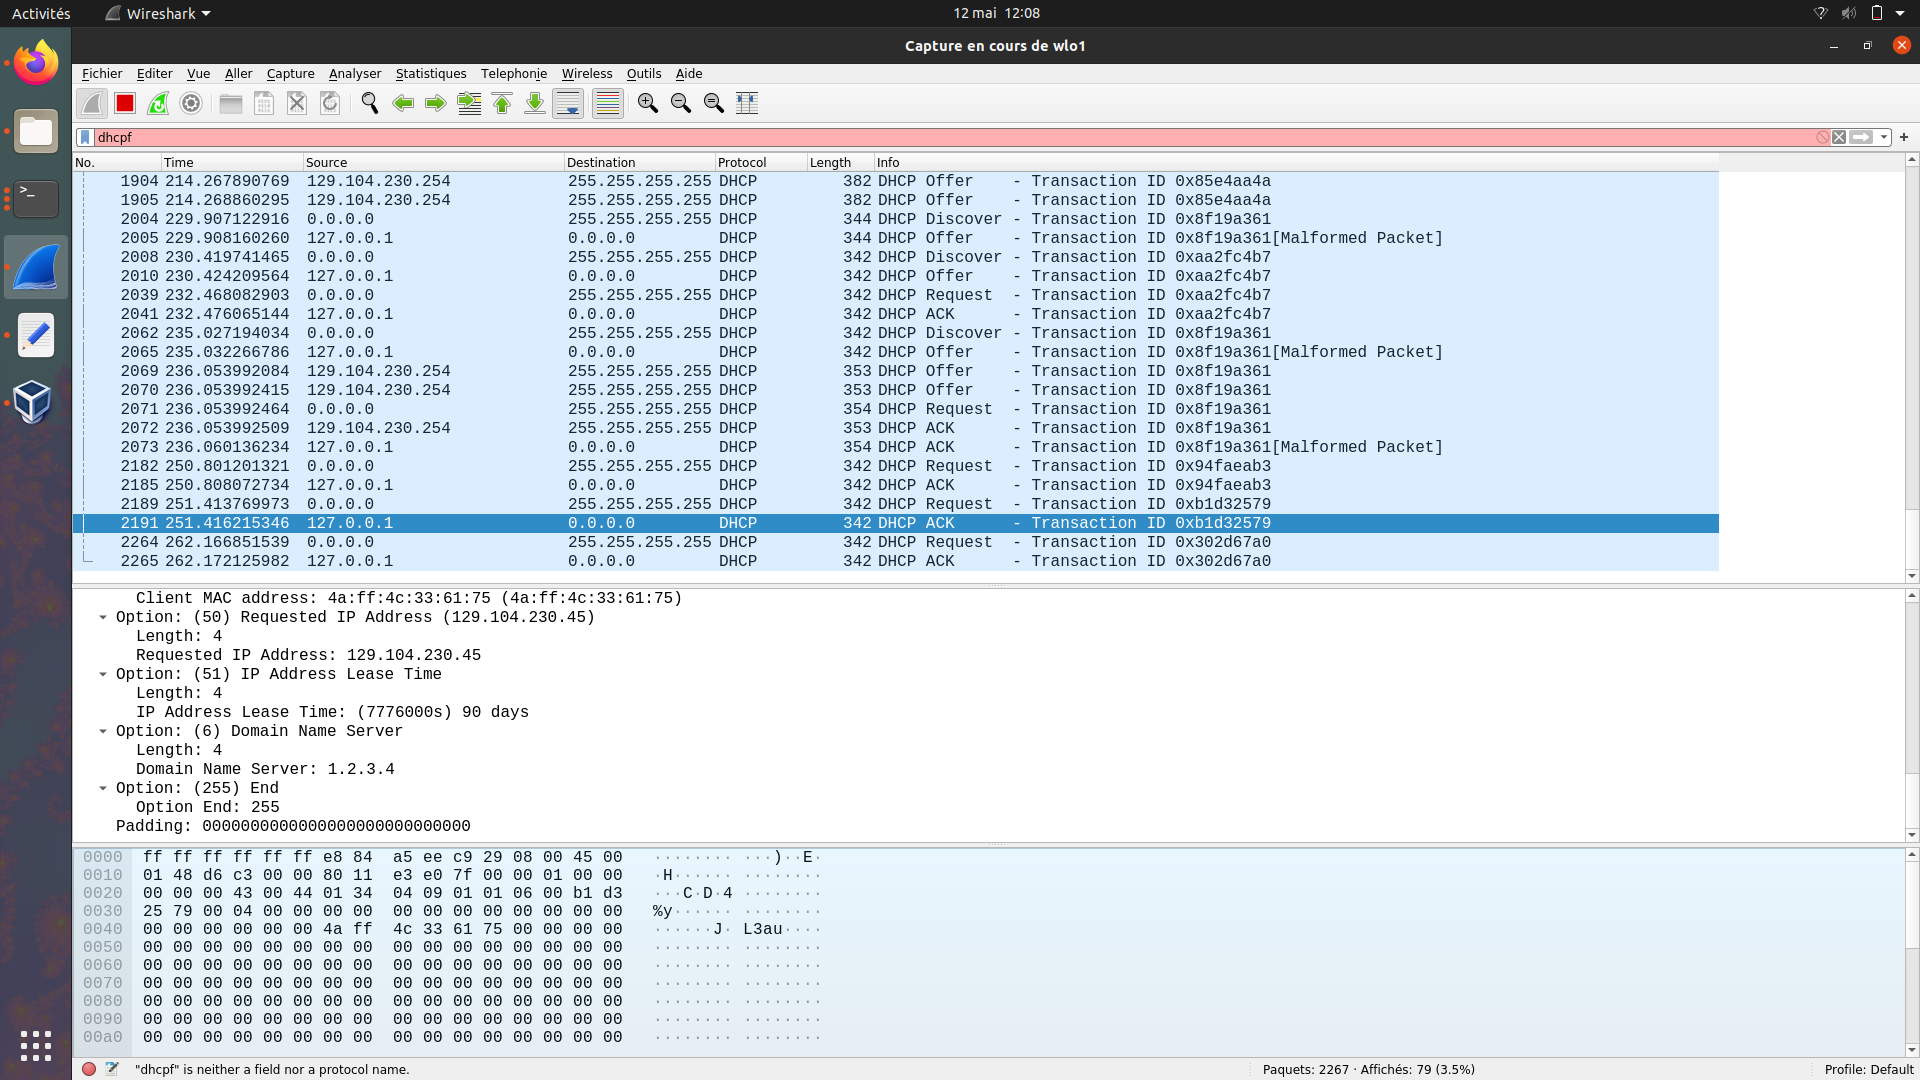 Activités Wireshark 12 mai 12:08
Capture en cours de wlo1
Fichier Editer Vue Aller Capture Analyser Statistiques Telephonie Wireless Outils Aide
dhcpf
No. Time Source Destination Protocol Length Info
1904 214.267890769 129.104.230.254 255.255.255.255 DHCP 382 DHCP Offer - Transaction ID 0x85e4aa4a
1905 214.268860295 129.104.230.254 255.255.255.255 DHCP 382 DHCP Offer - Transaction ID 0x85e4aa4a
2004 229.907122916 0.0.0.0 255.255.255.255 DHCP 344 DHCP Discover - Transaction ID 0x8f19a361
2005 229.908160260 127.0.0.1 0.0.0.0 DHCP 344 DHCP Offer - Transaction ID 0x8f19a361[Malformed Packet]
2008 230.419741465 0.0.0.0 255.255.255.255 DHCP 342 DHCP Discover - Transaction ID 0xaa2fc4b7
2010 230.424209564 127.0.0.1 0.0.0.0 DHCP 342 DHCP Offer - Transaction ID 0xaa2fc4b7
2039 232.468082903 0.0.0.0 255.255.255.255 DHCP 342 DHCP Request - Transaction ID 0xaa2fc4b7
2041 232.476065144 127.0.0.1 0.0.0.0 DHCP 342 DHCP ACK - Transaction ID 0xaa2fc4b7
2062 235.027194034 0.0.0.0 255.255.255.255 DHCP 342 DHCP Discover - Transaction ID 0x8f19a361
2065 235.032266786 127.0.0.1 0.0.0.0 DHCP 342 DHCP Offer - Transaction ID 0x8f19a361[Malformed Packet]
2069 236.053992084 129.104.230.254 255.255.255.255 DHCP 353 DHCP Offer - Transaction ID 0x8f19a361
2070 236.053992415 129.104.230.254 255.255.255.255 DHCP 353 DHCP Offer - Transaction ID 0x8f19a361
2071 236.053992464 0.0.0.0 255.255.255.255 DHCP 354 DHCP Request - Transaction ID 0x8f19a361
2072 236.053992509 129.104.230.254 255.255.255.255 DHCP 353 DHCP ACK - Transaction ID 0x8f19a361
2073 236.060136234 127.0.0.1 0.0.0.0 DHCP 354 DHCP ACK - Transaction ID 0x8f19a361[Malformed Packet]
2182 250.801201321 0.0.0.0 255.255.255.255 DHCP 342 DHCP Request - Transaction ID 0x94faeab3
2185 250.808072734 127.0.0.1 0.0.0.0 DHCP 342 DHCP ACK - Transaction ID 0x94faeab3
2189 251.413769973 0.0.0.0 255.255.255.255 DHCP 342 DHCP Request - Transaction ID 0xb1d32579
2191 251.416215346 127.0.0.1 0.0.0.0 DHCP 342 DHCP ACK - Transaction ID 0xb1d32579
2264 262.166851539 0.0.0.0 255.255.255.255 DHCP 342 DHCP Request - Transaction ID 0x302d67a0
2265 262.172125982 127.0.0.1 0.0.0.0 DHCP 342 DHCP ACK - Transaction ID 0x302d67a0
Client MAC address: 4a:ff:4c:33:61:75 (4a:ff:4c:33:61:75)
Option: (50) Requested IP Address (129.104.230.45)
Length: 4
Requested IP Address: 129.104.230.45
Option: (51) IP Address Lease Time
Length: 4
IP Address Lease Time: (7776000s) 90 days
Option: (6) Domain Name Server
Length: 4
Domain Name Server: 1.2.3.4
Option: (255) End
Option End: 255
Padding: 0000000000000000000000000000
0000 ff ff ff ff ff ff e8 84 a5 ee c9 29 08 00 45 00 ········ ···)··E·
0010 01 48 d6 c3 00 00 80 11 e3 e0 7f 00 00 01 00 00 ·H······ ········
0020 00 00 00 43 00 44 01 34 04 09 01 01 06 00 b1 d3 ···C·D·4 ········
0030 25 79 00 04 00 00 00 00 00 00 00 00 00 00 00 00 %y······ ········
0040 00 00 00 00 00 00 4a ff 4c 33 61 75 00 00 00 00 ······J· L3au····
0050 00 00 00 00 00 00 00 00 00 00 00 00 00 00 00 00 ········ ········
0060 00 00 00 00 00 00 00 00 00 00 00 00 00 00 00 00 ········ ········
0070 00 00 00 00 00 00 00 00 00 00 00 00 00 00 00 00 ········ ········
0080 00 00 00 00 00 00 00 00 00 00 00 00 00 00 00 00 ········ ········
0090 00 00 00 00 00 00 00 00 00 00 00 00 00 00 00 00 ········ ········
00a0 00 00 00 00 00 00 00 00 00 00 00 00 00 00 00 00 ········ ········
"dhcpf" is neither a field nor a protocol name. Paquets: 2267 · Affichés: 79 (3.5%) Profile: Default